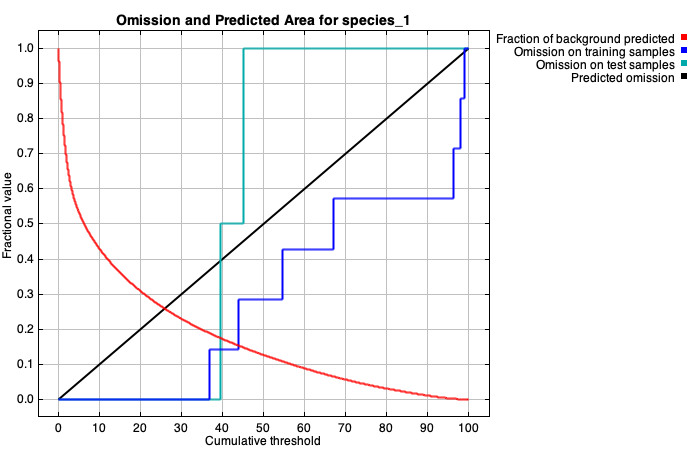 Omission and Predicted Area for species_1
Fraction of background predicted
Omission on training samples
Omission on test samples
Predicted omission
Fractional value
1.0
0.9
0.8
0.7
0.6
0.5
0.4
0.3
0.2
0.1
0.0
0 10 20 30 40 50 60 70 80 90 100
Cumulative threshold